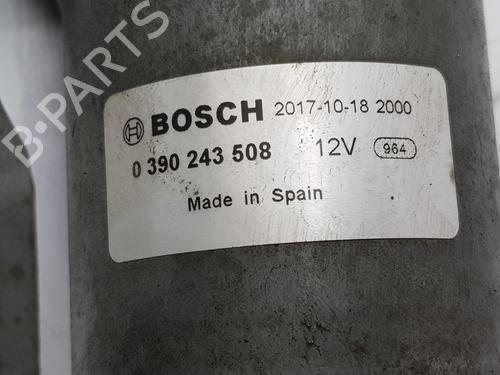 B-PARTS
BOSCH 2017-10-18 2000
0 390 243 508 12V 964
Made in Spain